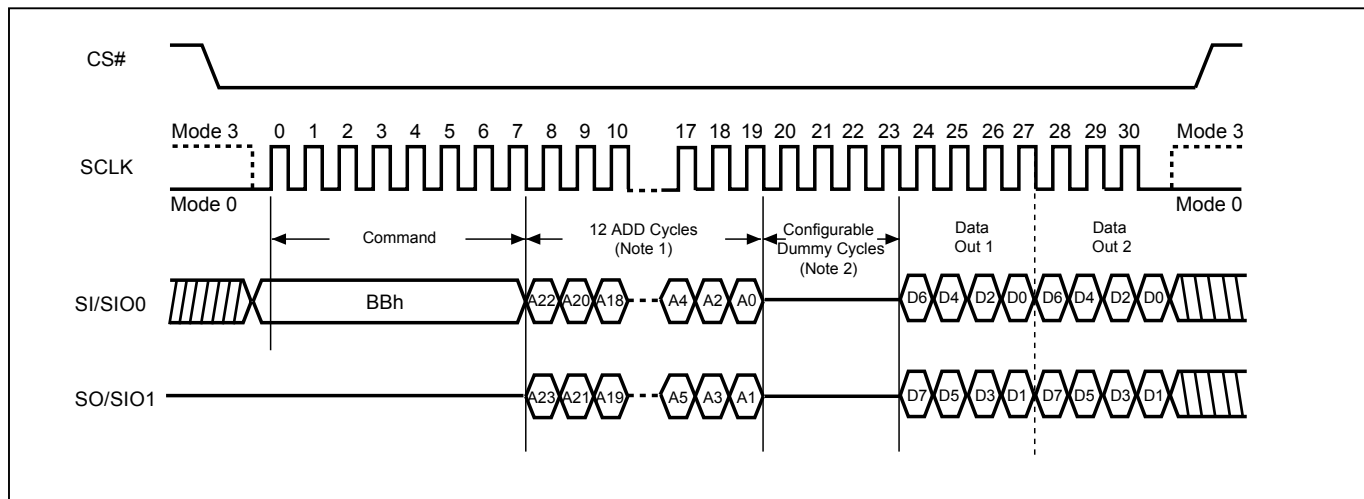 CS#
Mode 3 0 1 2 3 4 5 6 7 8 9 10 17 18 19 20 21 22 23 24 25 26 27 28 29 30 Mode 3
SCLK
Mode 0 Mode 0
Command 12 ADD Cycles Configurable Data Data
(Note 1) Dummy Cycles Out 1 Out 2
(Note 2)
SI/SIO0 BBh A22 A20 A18 A4 A2 A0 D6 D4 D2 D0 D6 D4 D2 D0
SO/SIO1 A23 A21 A19 A5 A3 A1 D7 D5 D3 D1 D7 D5 D3 D1